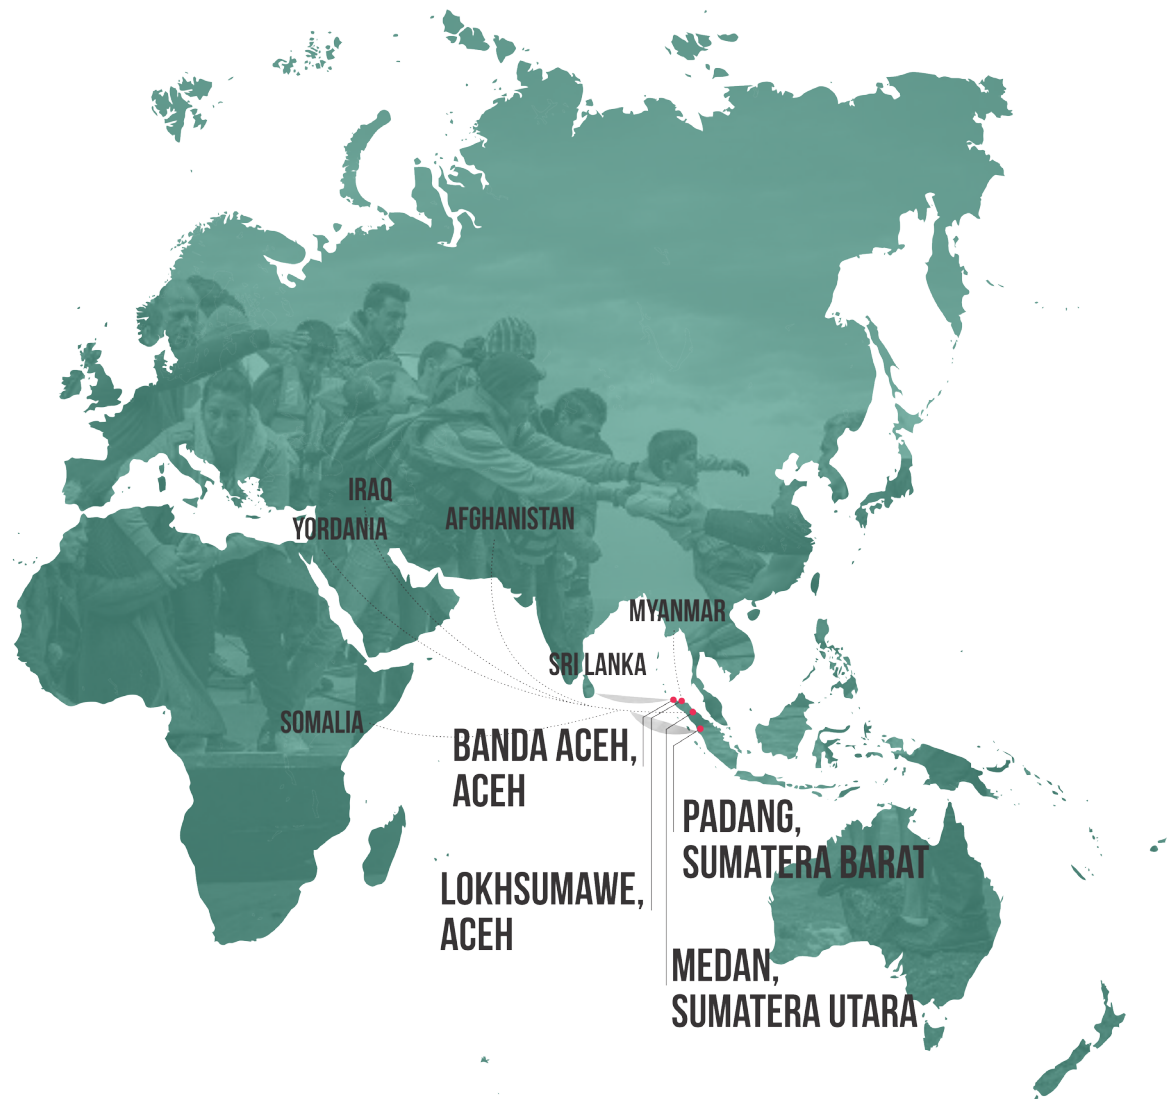 IRAQ
YORDANIA
AFGHANISTAN
MYANMAR
SRI LANKA
SOMALIA
BANDA ACEH,
ACEH
PADANG,
SUMATERA BARAT
LOKHSUMAWE,
ACEH
MEDAN,
SUMATERA UTARA